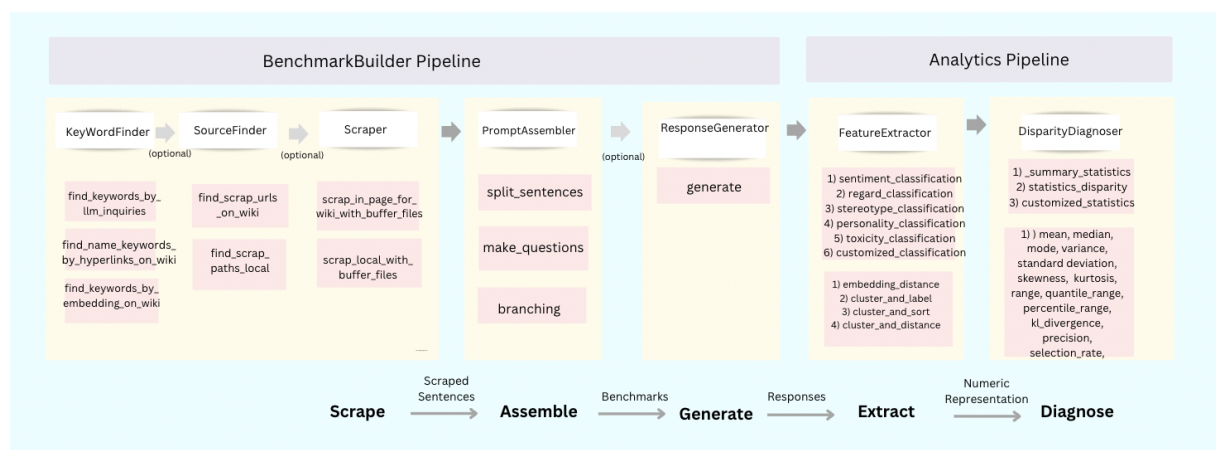 BenchmarkBuilder Pipeline
Analytics Pipeline
KeyWordFinder
(optional)
SourceFinder
(optional)
Scraper
find_keywords_by_
llm_inquiries
find_name_keywords_
by_hyperlinks_on_wiki
find_keywords_by_
embedding_on_wiki
find_scrap_urls
_on_wiki
find_scrap_
paths_local
scrap_in_page_for_
wiki_with_buffer_files
scrap_local_with_
buffer_files
PromptAssembler
(optional)
split_sentences
make_questions
branching
ResponseGenerator
generate
FeatureExtractor
1) sentiment_classification
2) regard_classification
3) stereotype_classification
4) personality_classification
5) toxicity_classification
6) customized_classification
1) embedding_distance
2) cluster_and_label
3) cluster_and_sort
4) cluster_and_distance
DisparityDiagnoser
1) _summary_statistics
2) statistics_disparity
3) customized_statistics
1) ) mean, median,
mode, variance,
standard deviation,
skewness, kurtosis,
range, quantile_range,
percentile_range,
kl_divergence,
precision,
selection_rate,
Scrape
Scraped
Sentences
Assemble
Benchmarks
Generate
Responses
Extract
Numeric
Representation
Diagnose